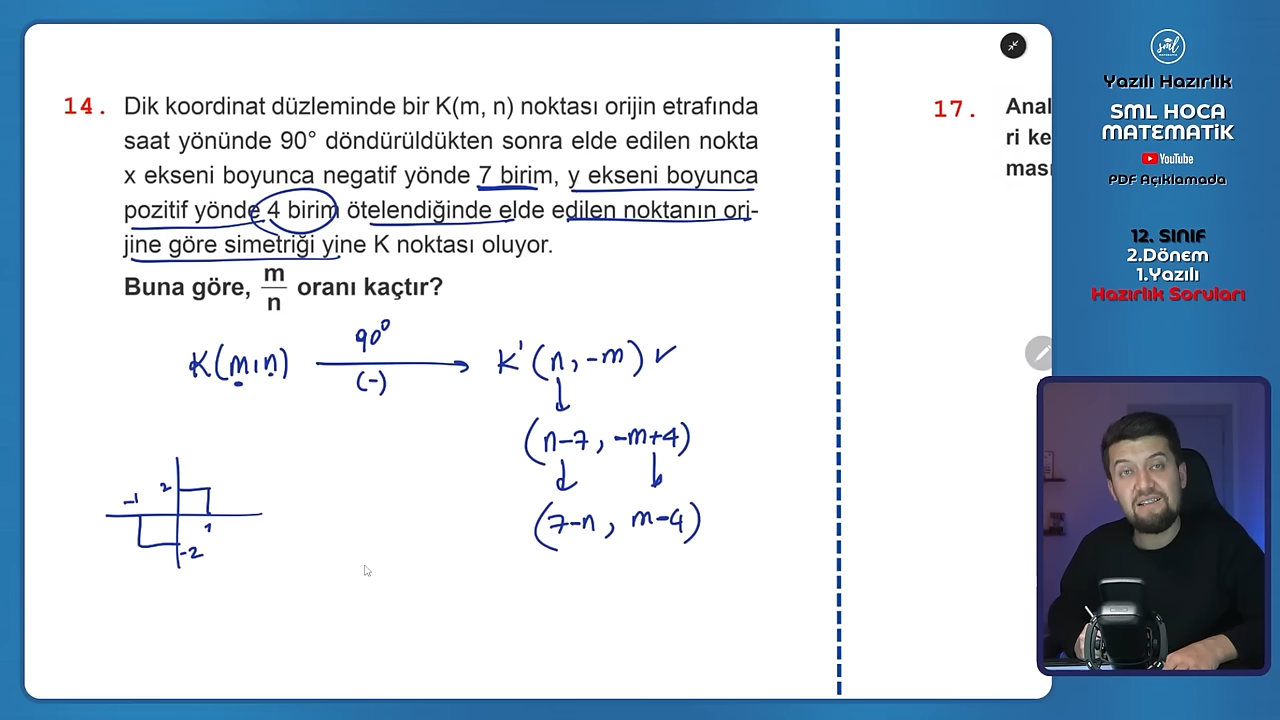 14. Dik koordinat düzleminde bir K(m, n) noktası orijin etrafında
saat yönünde 90° döndürüldükten sonra elde edilen nokta
x ekseni boyunca negatif yönde 7 birim, y ekseni boyunca
pozitif yönde 4 birim ötelendiğinde elde edilen noktanın ori-
jine göre simetriği yine K noktası oluyor.
Buna göre, m/n oranı kaçtır?
K(m,n) 90° (-) K'(n,-m) ✓
(n-7, -m+4)
(7-n, m-4)
-1 2
1
-2
17. Anal
ri ke
ması
sml
Yazılı Hazırlık
SML HOCA
MATEMATİK
YouTube
PDF Açıklamada
12. SINIF
2.Dönem
1.Yazılı
Hazırlık Soruları